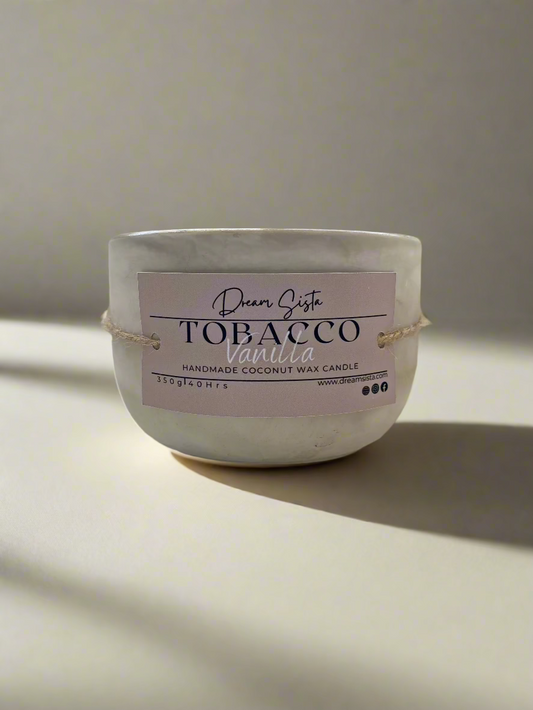 Dream Sista
TOBACCO
Vanilla
HANDMADE COCONUT WAX CANDLE
350g|40Hrs
www.dreamsista.com